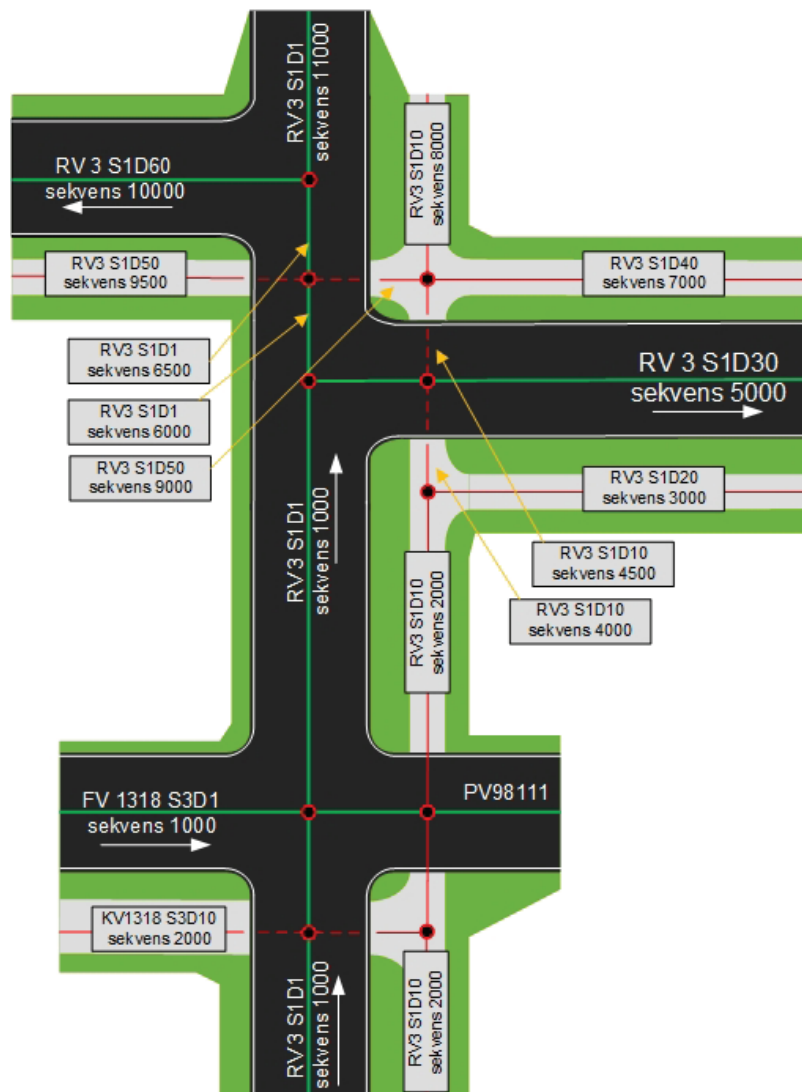 RV 3 S1D1
sekvens 11000
RV3 S1D10
sekvens 8000
RV 3 S1D60
sekvens 10000
RV3 S1D50
sekvens 9500
RV3 S1D40
sekvens 7000
RV3 S1D1
sekvens 6500
RV3 S1D1
sekvens 6000
RV 3 S1D30
sekvens 5000
RV3 S1D50
sekvens 9000
RV3 S1D20
sekvens 3000
RV3 S1D1
sekvens 1000
RV3 S1D10
sekvens 2000
RV3 S1D10
sekvens 4500
RV3 S1D10
sekvens 4000
FV 1318 S3D1
sekvens 1000
PV98111
KV1318 S3D10
sekvens 2000
RV3 S1D1
sekvens 1000
RV3 S1D10
sekvens 2000